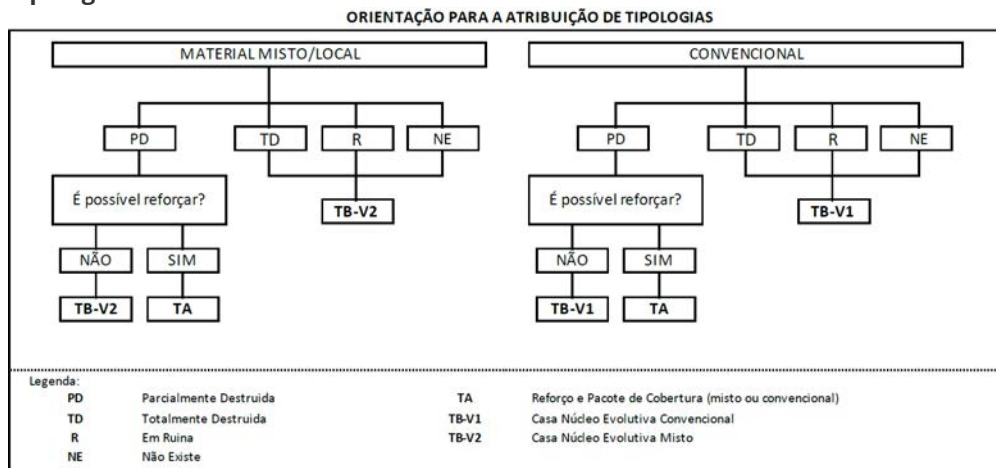 ORIENTAÇÃO PARA A ATRIBUIÇÃO DE TIPOLOGIAS
MATERIAL MISTO/LOCAL CONVENCIONAL
PD TD R NE PD TD R NE
É possível reforçar? TB-V2 É possível reforçar? TB-V1
NÃO SIM NÃO SIM
TB-V2 TA TB-V1 TA
Legenda:
PD Parcialmente Destruida TA Reforço e Pacote de Cobertura (misto ou convencional)
TD Totalmente Destruida TB-V1 Casa Núcleo Evolutiva Convencional
R Em Ruina TB-V2 Casa Núcleo Evolutiva Misto
NE Não Existe